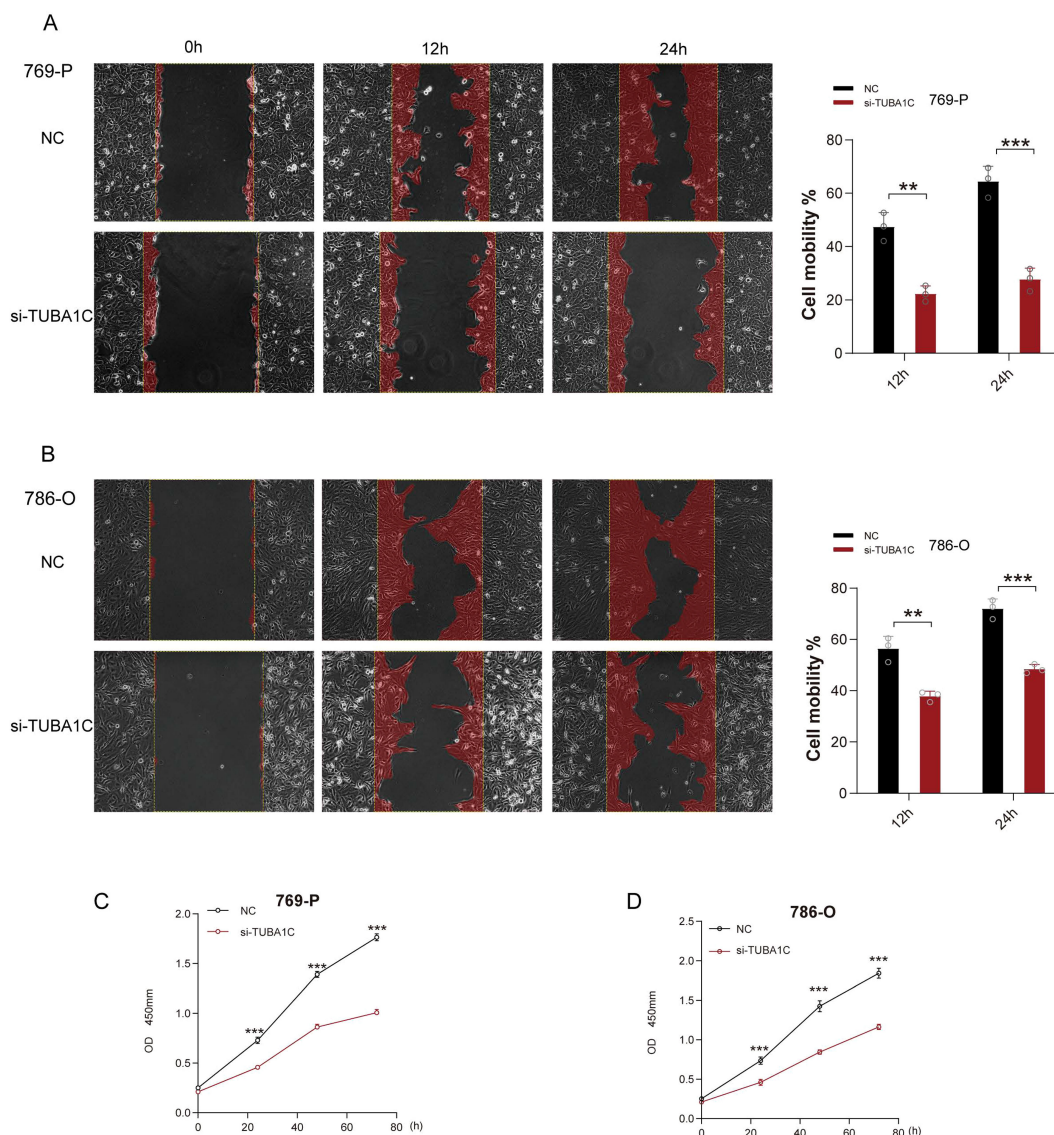 A
0h 12h 24h
769-P
NC
si-TUBA1C
NC
si-TUBA1C
769-P
Cell mobility %
80
60
40
20
0
**
***
12h 24h
B
786-O
NC
si-TUBA1C
NC
si-TUBA1C
786-O
Cell mobility %
80
60
40
20
0
**
***
12h 24h
C
769-P
NC
si-TUBA1C
OD 450mm
2.0
1.5
1.0
0.5
0.0
***
***
***
0 20 40 60 80 (h)
D
786-O
NC
si-TUBA1C
OD 450mm
2.5
2.0
1.5
1.0
0.5
0.0
***
***
***
0 20 40 60 80 (h)